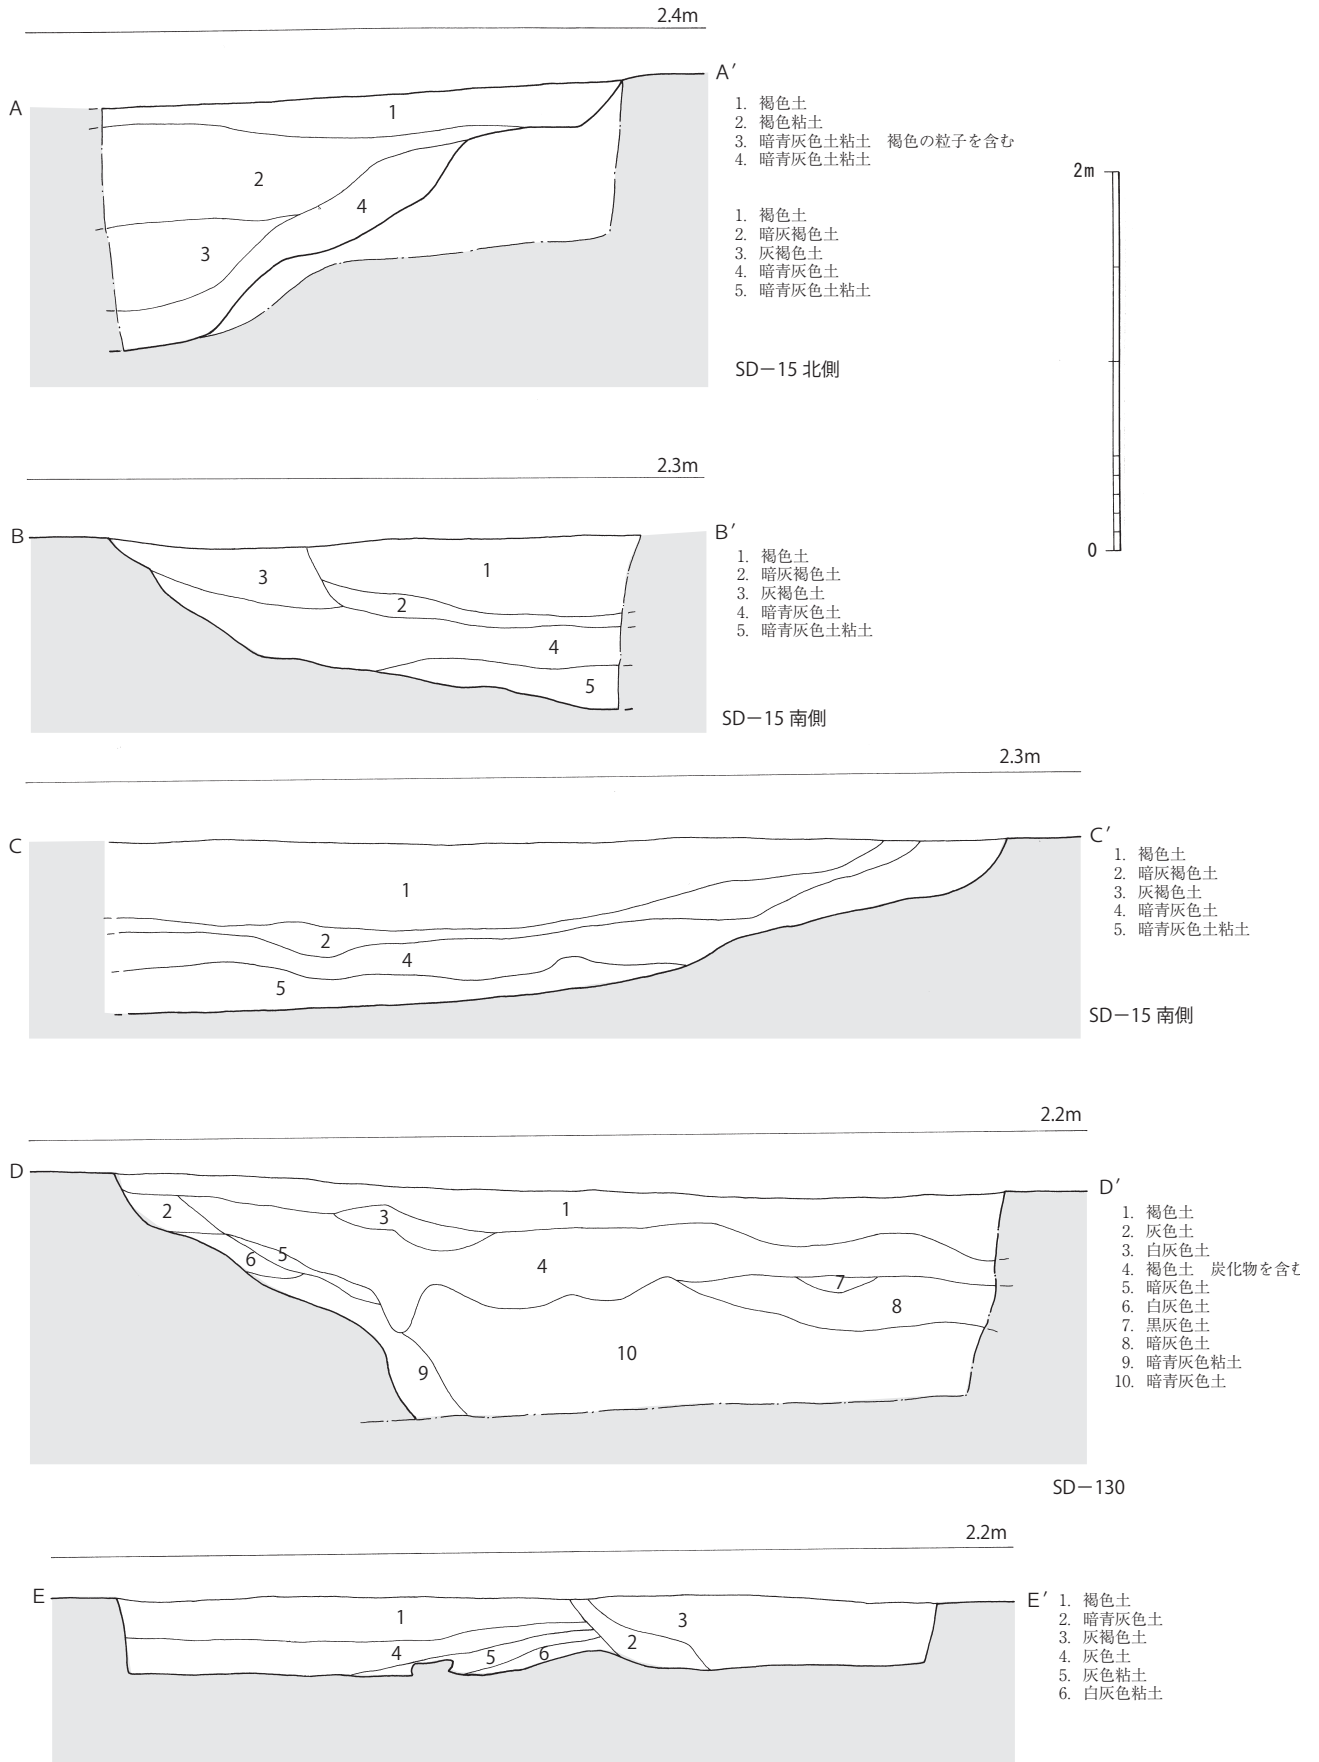 2.4m
A
A′
1
2
3
4
1. 褐色土
2. 褐色粘土
3. 暗青灰色土粘土　褐色の粒子を含む
4. 暗青灰色土粘土
1. 褐色土
2. 暗灰褐色土
3. 灰褐色土
4. 暗青灰色土
5. 暗青灰色土粘土
SD－15 北側
2m
0
2.3m
B
B′
3
1
2
4
5
1. 褐色土
2. 暗灰褐色土
3. 灰褐色土
4. 暗青灰色土
5. 暗青灰色土粘土
SD－15 南側
2.3m
C
C′
1
2
4
5
1. 褐色土
2. 暗灰褐色土
3. 灰褐色土
4. 暗青灰色土
5. 暗青灰色土粘土
SD－15 南側
2.2m
D
D′
2
3
1
6
5
4
7
8
10
9
1. 褐色土
2. 灰色土
3. 白灰色土
4. 褐色土　炭化物を含む
5. 暗灰色土
6. 白灰色土
7. 黒灰色土
8. 暗灰色土
9. 暗青灰色粘土
10. 暗青灰色土
SD－130
2.2m
E
E′
1
3
2
4
5
6
1. 褐色土
2. 暗青灰色土
3. 灰褐色土
4. 灰色土
5. 灰色粘土
6. 白灰色粘土